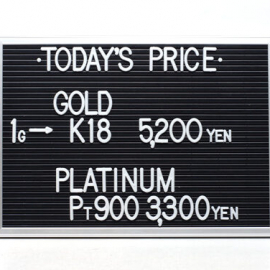 ·TODAY'S PRICE·
GOLD
1G→ K18 5,200 YEN
PLATINUM
PT900 3,300 YEN